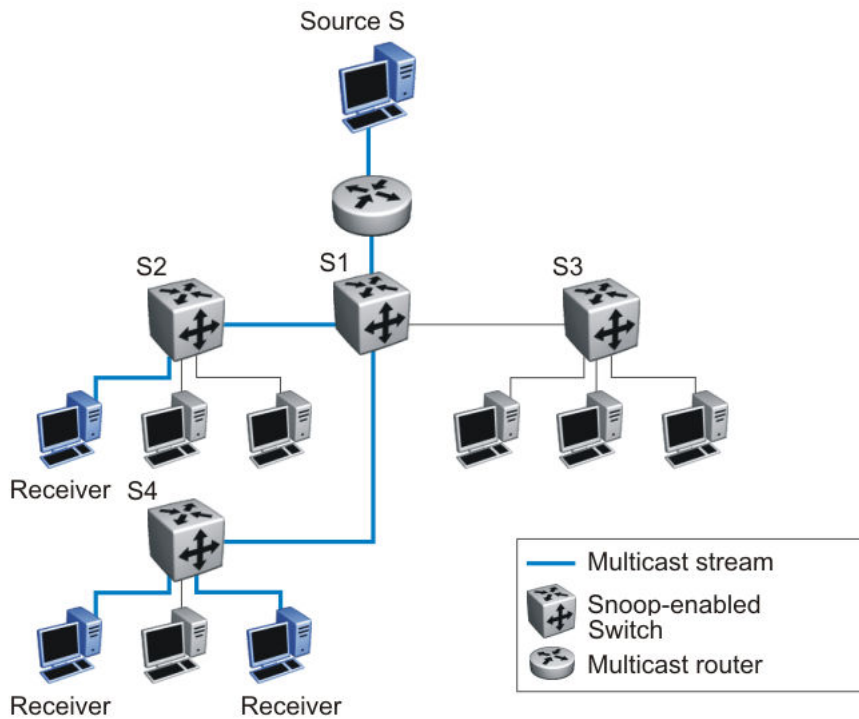 Source S
S2
S1
S3
Receiver
S4
Receiver
Receiver
Multicast stream
Snoop-enabled
Switch
Multicast router